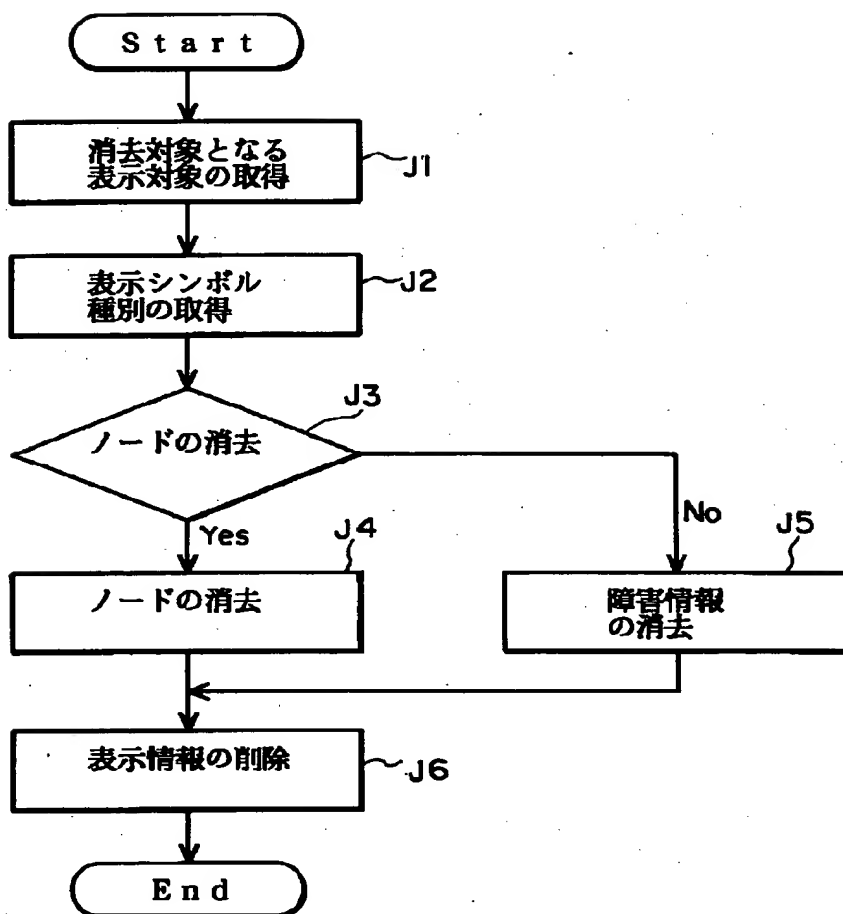 Start
消去対象となる
表示対象の取得
J1
表示シンボル
種別の取得
J2
J3
ノードの消去
Yes
No
J4
ノードの消去
J5
障害情報
の消去
表示情報の削除
J6
End